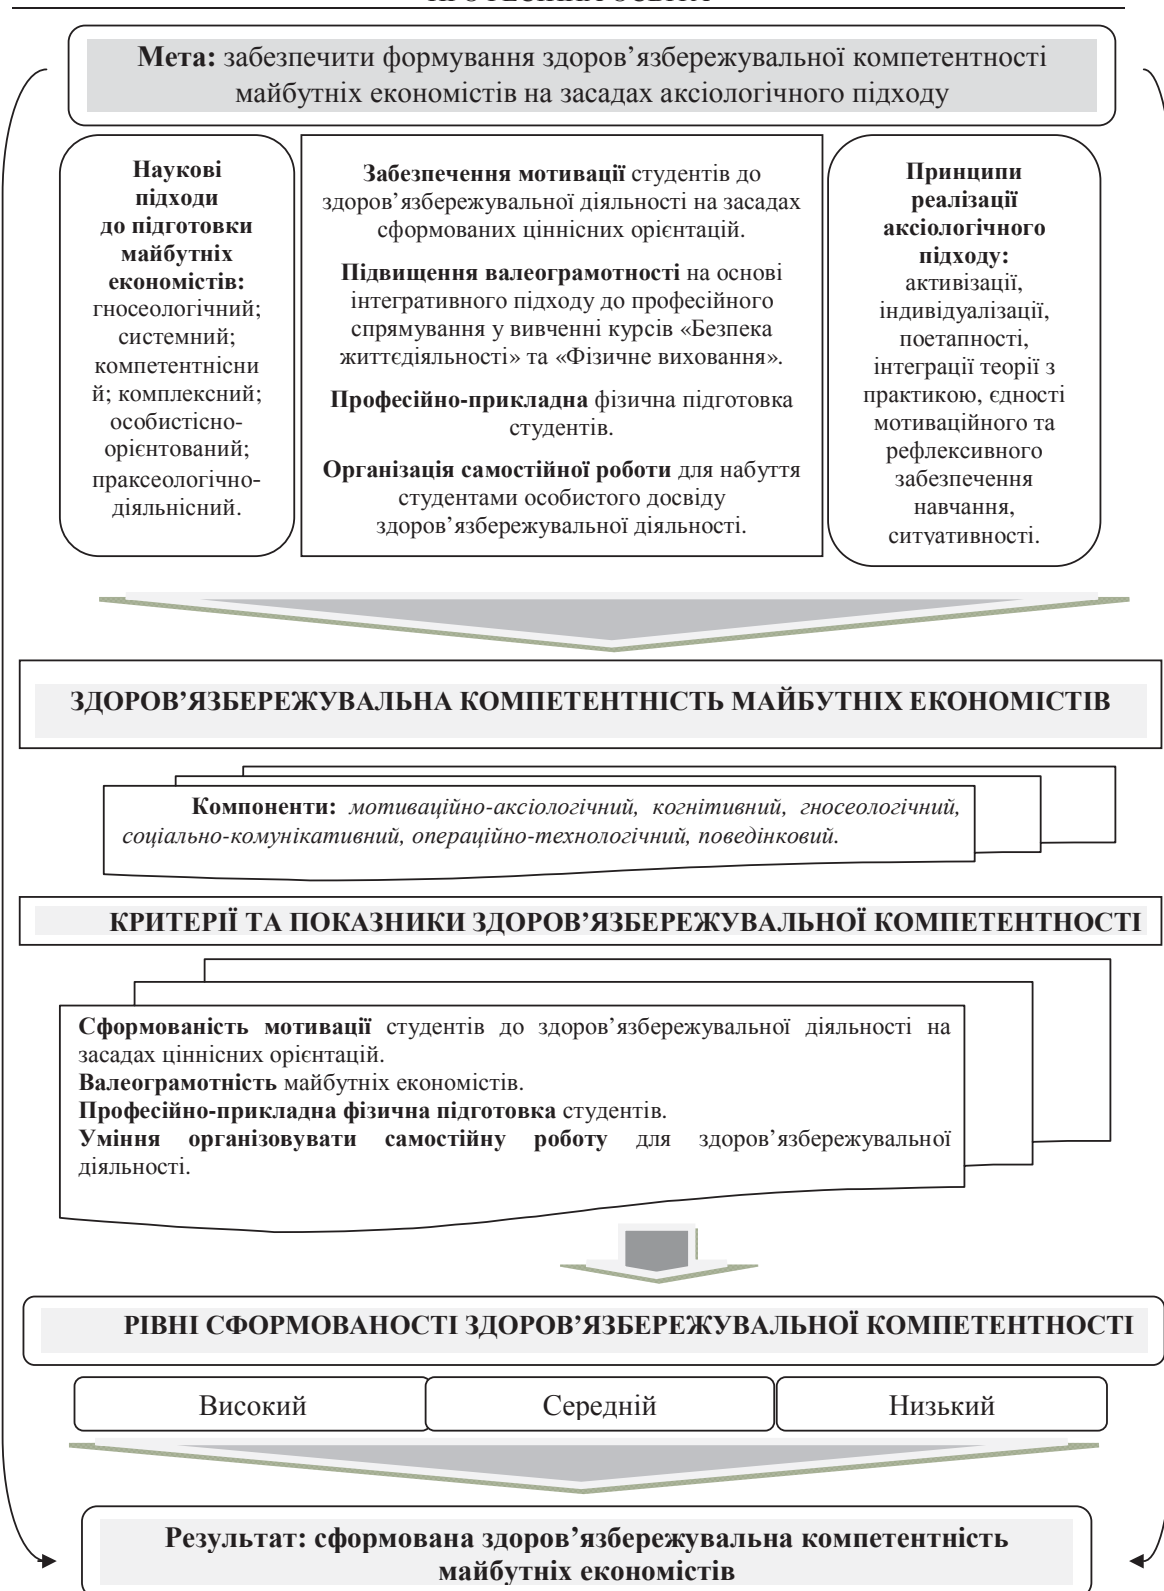 Мета: забезпечити формування здоров’язбережувальної компетентності
майбутніх економістів на засадах аксіологічного підходу
Наукові
підходи
до підготовки
майбутніх
економістів:
гносеологічний;
системний;
компетентнісни
й; комплексний;
особистісно-
орієнтований;
праксеологічно-
діяльнісний.
Забезпечення мотивації студентів до
здоров’язбережувальної діяльності на засадах
сформованих ціннісних орієнтацій.
Підвищення валеограмотності на основі
інтегративного підходу до професійного
спрямування у вивченні курсів «Безпека
життєдіяльності» та «Фізичне виховання».
Професійно-прикладна фізична підготовка
студентів.
Організація самостійної роботи для набуття
студентами особистого досвіду
здоров’язбережувальної діяльності.
Принципи
реалізації
аксіологічного
підходу:
активізації,
індивідуалізації,
поетапності,
інтеграції теорії з
практикою, єдності
мотиваційного та
рефлексивного
забезпечення
навчання,
ситуативності.
ЗДОРОВ’ЯЗБЕРЕЖУВАЛЬНА КОМПЕТЕНТНІСТЬ МАЙБУТНІХ ЕКОНОМІСТІВ
Компоненти: мотиваційно-аксіологічний, когнітивний, гносеологічний,
соціально-комунікативний, операційно-технологічний, поведінковий.
КРИТЕРІЇ ТА ПОКАЗНИКИ ЗДОРОВ’ЯЗБЕРЕЖУВАЛЬНОЇ КОМПЕТЕНТНОСТІ
Сформованість мотивації студентів до здоров’язбережувальної діяльності на
засадах ціннісних орієнтацій.
Валеограмотність майбутніх економістів.
Професійно-прикладна фізична підготовка студентів.
Уміння організовувати самостійну роботу для здоров’язбережувальної
діяльності.
РІВНІ СФОРМОВАНОСТІ ЗДОРОВ’ЯЗБЕРЕЖУВАЛЬНОЇ КОМПЕТЕНТНОСТІ
Високий
Середній
Низький
Результат: сформована здоров’язбережувальна компетентність
майбутніх економістів